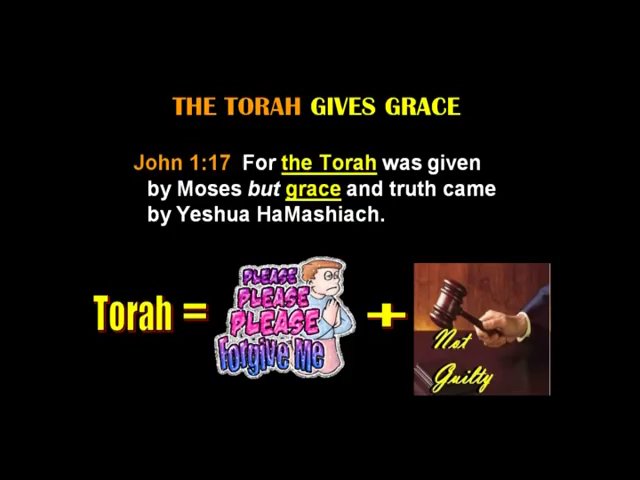 THE TORAH GIVES GRACE
John 1:17 For the Torah was given
by Moses but grace and truth came
by Yeshua HaMashiach.
Torah =
PLEASE
PLEASE
PLEASE
Forgive Me
+
Not
Guilty